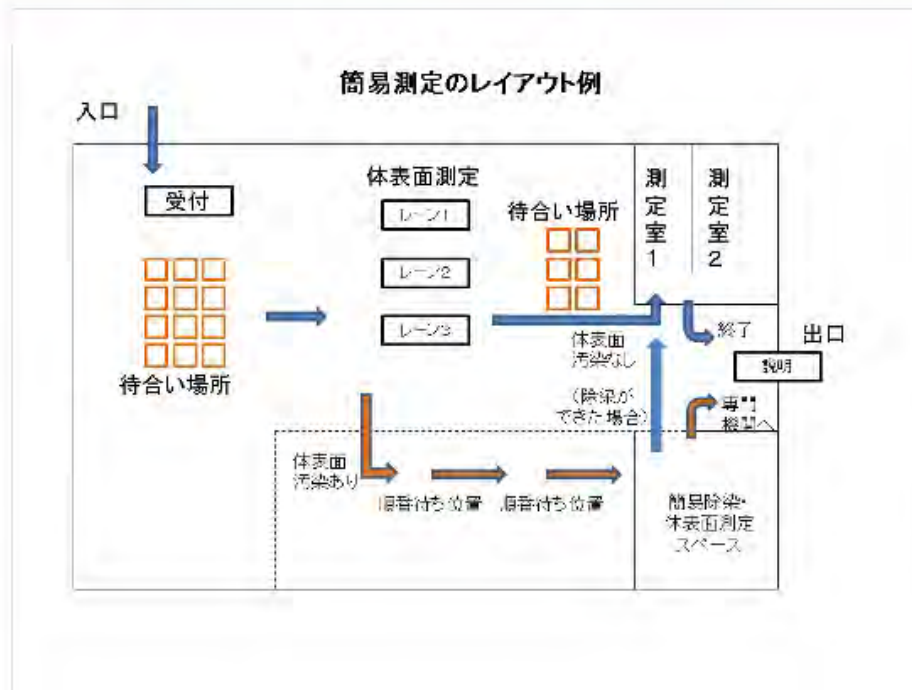 簡易測定のレイアウト例
入口
受付
待合い場所
体表面測定
レーン1
レーン2
レーン3
待合い場所
測定室1
測定室2
体表面
汚染なし
(除染が
できた場合)
終了
出口
説明
専門
機関へ
体表面
汚染あり
順番待ち位置
順番待ち位置
簡易除染・
体表面測定
スペース